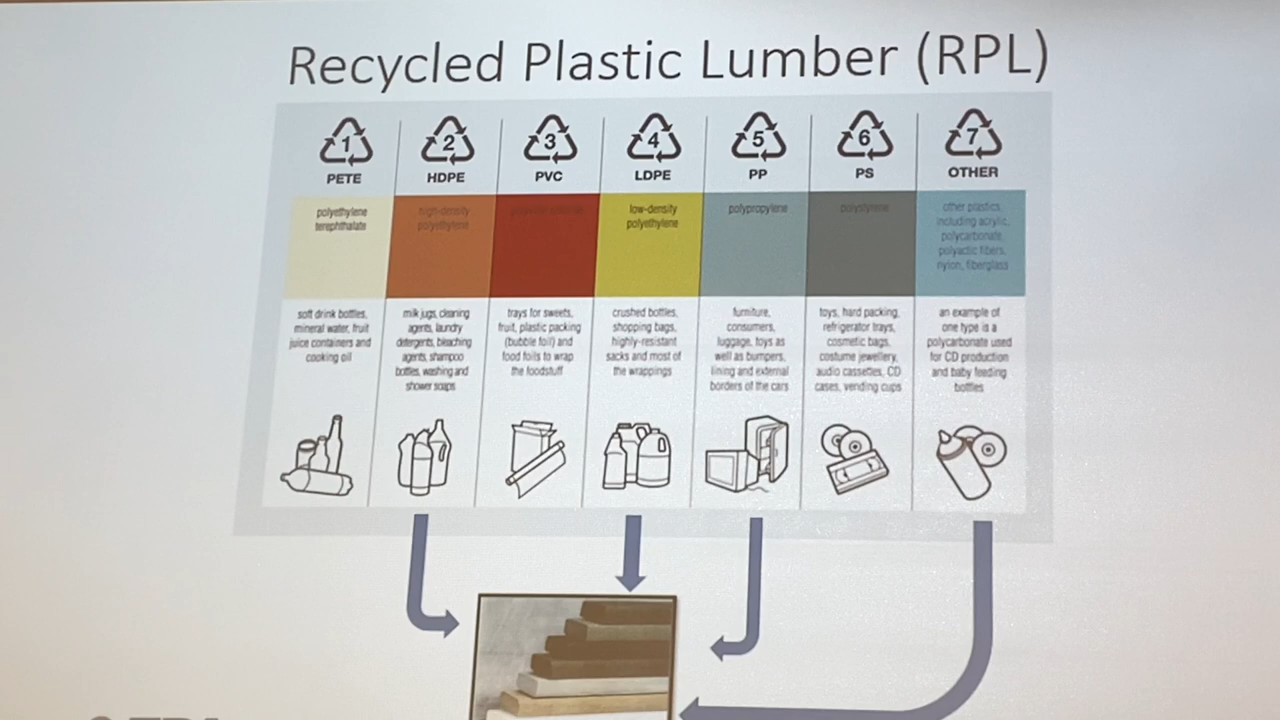 Recycled Plastic Lumber (RPL)
1
PETE
polyethylene
terephthalate
soft drink bottles,
mineral water, fruit
juice containers and
cooking oil
2
HDPE
high-density
polyethylene
milk jugs, cleaning
agents, laundry
detergents, bleaching
agents, shampoo
bottles, washing and
shower soaps
3
PVC
trays for sweets,
fruit, plastic packing
(bubble foil) and
food foils to wrap
the foodstuff
4
LDPE
low-density
polyethylene
crushed bottles,
shopping bags,
highly-resistant
sacks and most of
the wrappings
5
PP
polypropylene
furniture,
consumers,
luggage, toys as
well as bumpers,
lining and external
borders of the cars
6
PS
polystyrene
toys, hard packing,
refrigerator trays,
cosmetic bags,
costume jewellery,
audio cassettes, CD
cases, vending cups
7
OTHER
other plastics,
including acrylic,
polycarbonate,
polyactic fibers,
nylon, fiberglass
an example of
one type is a
polycarbonate used
for CD production
and baby feeding
bottles